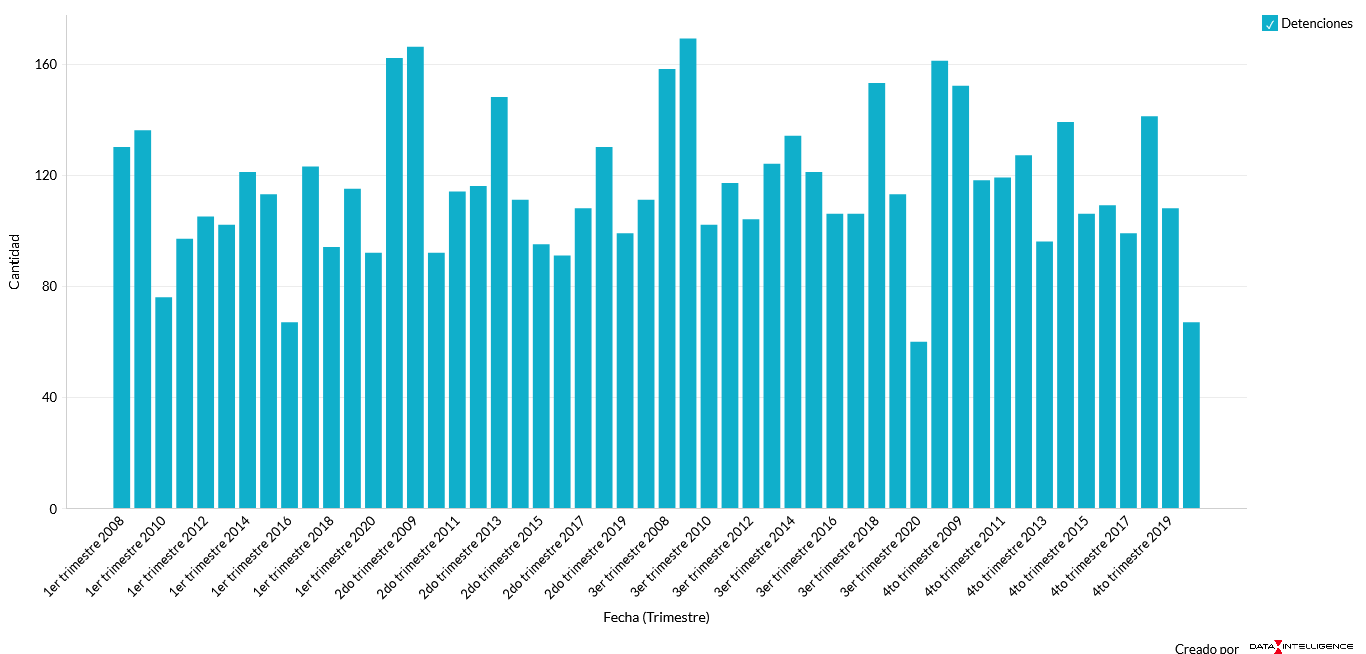 Detenciones
160
120
80
40
0
Cantidad
1er trimestre 2008
1er trimestre 2010
1er trimestre 2012
1er trimestre 2014
1er trimestre 2016
1er trimestre 2018
1er trimestre 2020
2do trimestre 2009
2do trimestre 2011
2do trimestre 2013
2do trimestre 2015
2do trimestre 2017
2do trimestre 2019
3er trimestre 2008
3er trimestre 2010
3er trimestre 2012
3er trimestre 2014
3er trimestre 2016
3er trimestre 2018
3er trimestre 2020
4to trimestre 2009
4to trimestre 2011
4to trimestre 2013
4to trimestre 2015
4to trimestre 2017
4to trimestre 2019
Fecha (Trimestre)
Creado por DATA INTELLIGENCE